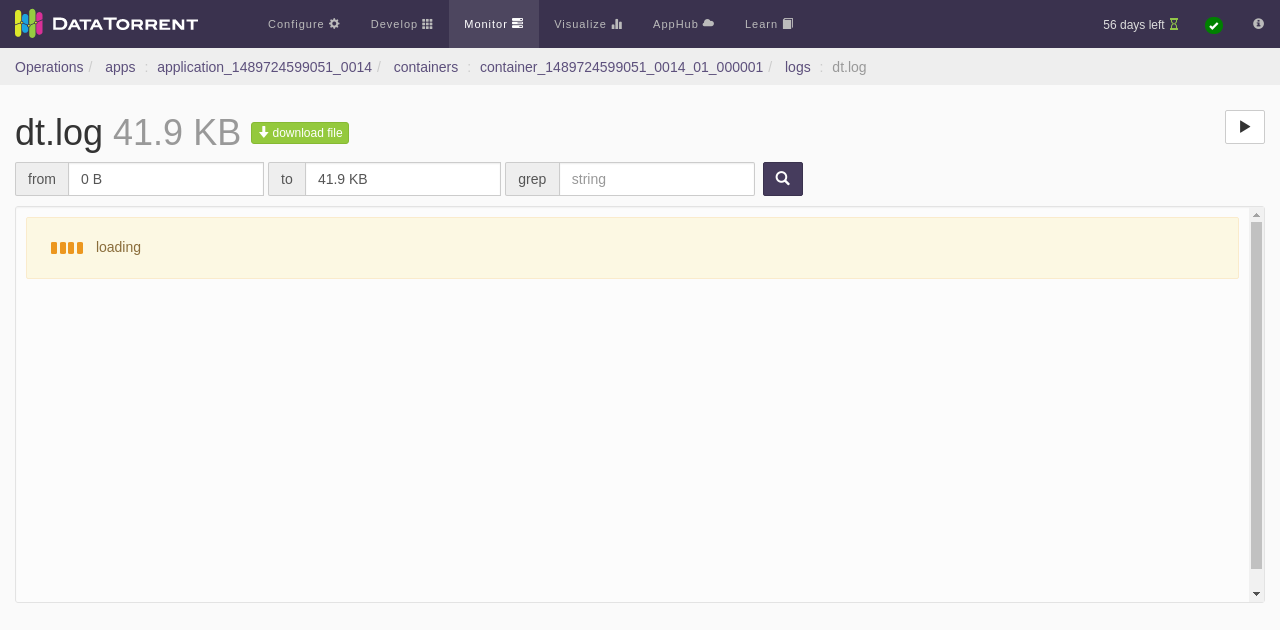 DATATORRENT Configure Develop Monitor Visualize AppHub Learn 56 days left
Operations / apps : application_1489724599051_0014 / containers : container_1489724599051_0014_01_000001 / logs : dt.log
dt.log 41.9 KB download file
from 0 B to 41.9 KB grep string
loading